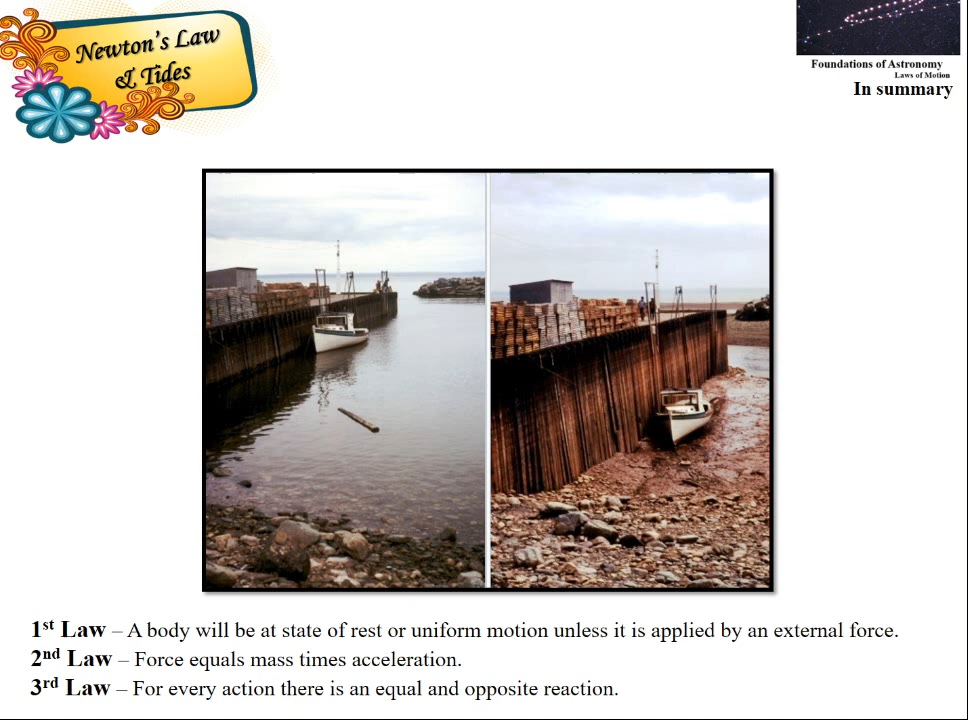 Newton's Law
& Tides
Foundations of Astronomy
Laws of Motion
In summary
1st Law – A body will be at state of rest or uniform motion unless it is applied by an external force.
2nd Law – Force equals mass times acceleration.
3rd Law – For every action there is an equal and opposite reaction.